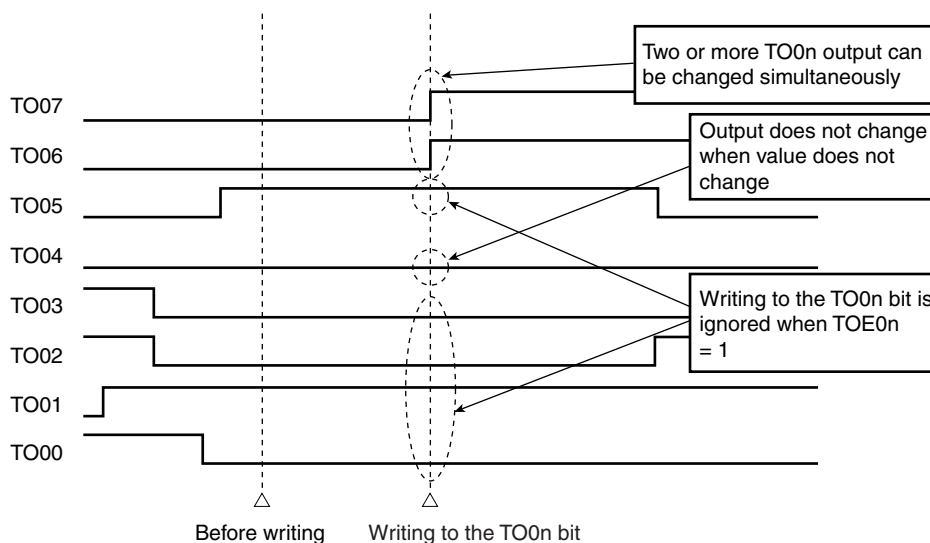 Two or more TO0n output can
be changed simultaneously
TO07
Output does not change
when value does not
change
TO06
TO05
TO04
TO03
Writing to the TO0n bit is
ignored when TOE0n
= 1
TO02
TO01
TO00
Before writing
Writing to the TO0n bit